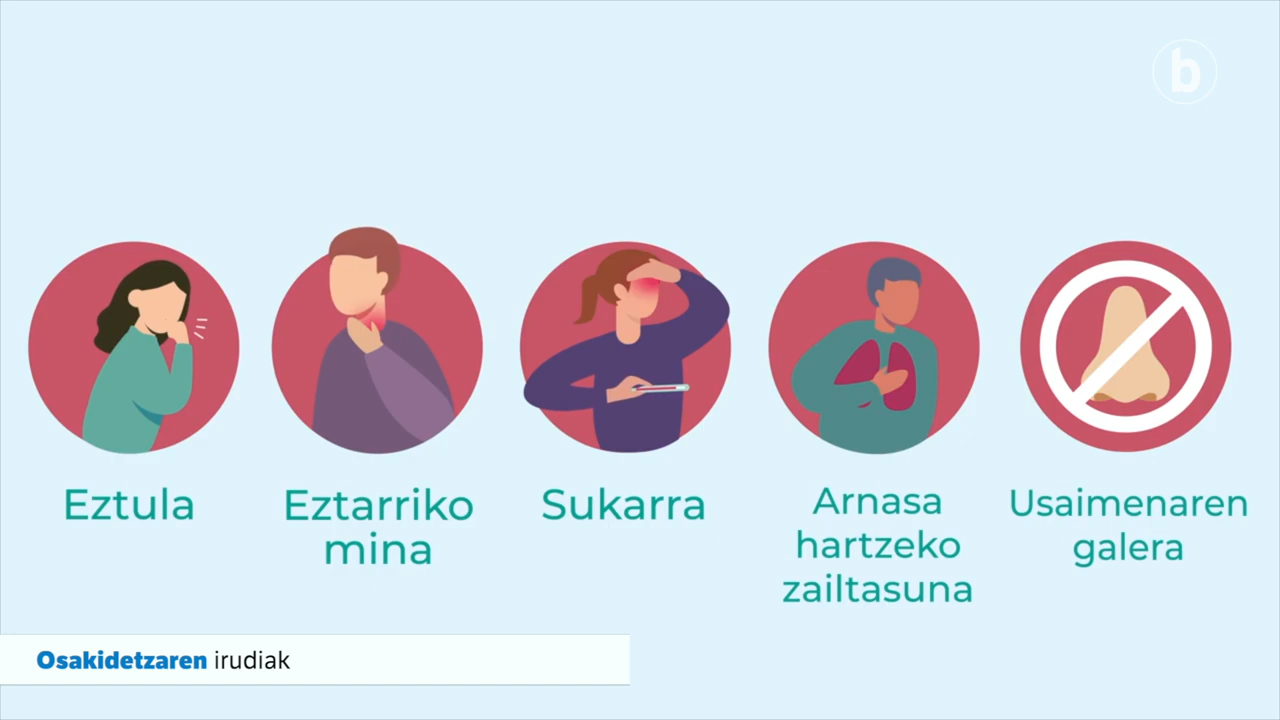 b
Eztula
Eztarriko
mina
Sukarra
Arnasa
hartzeko
zailtasuna
Usaimenaren
galera
Osakidetzaren irudiak